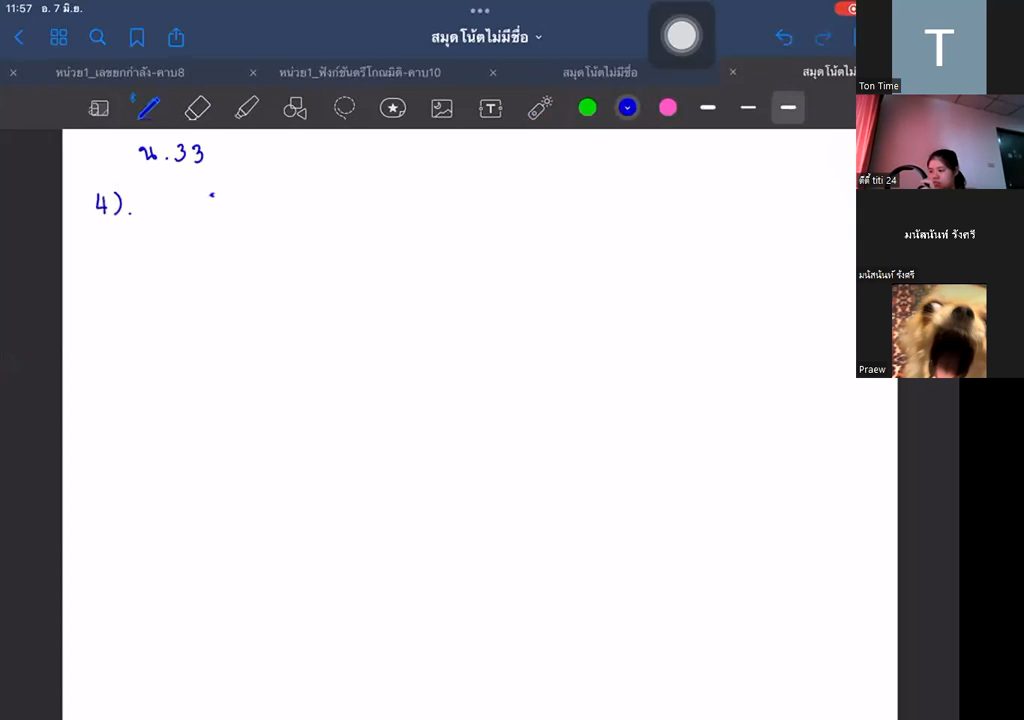 11:57 อ. 7 มิ.ย.
สมุดโน้ตไม่มีชื่อ
หน่วย1_เลขยกกำลัง-คาบ8
หน่วย1_ฟังก์ชันตรีโกณมิติ-คาบ10
สมุดโน้ตไม่มีชื่อ
สมุดโน้ตไม่
T
น.33
4).
T
Ton Time
ตีตี้ titi 24
มนัสนันท์ รังศรี
มนัสนันท์ รังศรี
Praew